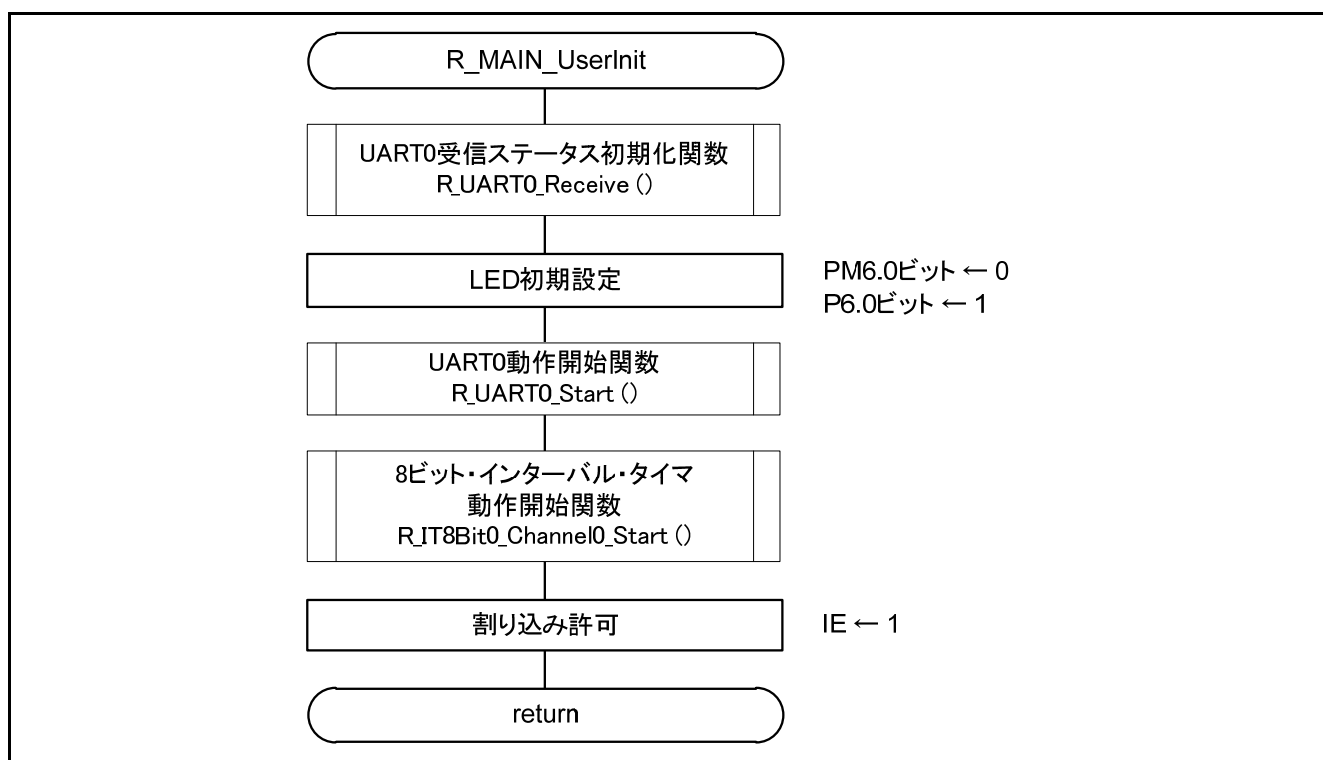 R_MAIN_UserInit
UART0受信ステータス初期化関数
R_UART0_Receive ()
LED初期設定
PM6.0ビット ← 0
P6.0ビット ← 1
UART0動作開始関数
R_UART0_Start ()
8ビット・インターバル・タイマ
動作開始関数
R_IT8Bit0_Channel0_Start ()
割り込み許可
IE ← 1
return